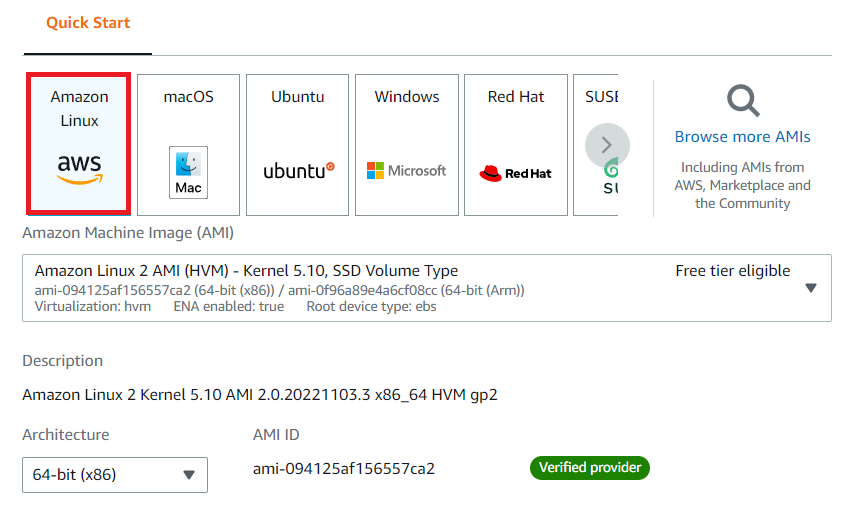 Quick Start
Amazon
Linux
aws
macOS
Mac
Ubuntu
ubuntu
Windows
Microsoft
Red Hat
Red Hat
SUSE
SU
Browse more AMIs
Including AMIs from
AWS, Marketplace and
the Community
Amazon Machine Image (AMI)
Amazon Linux 2 AMI (HVM) - Kernel 5.10, SSD Volume Type
Free tier eligible
ami-094125af156557ca2 (64-bit (x86)) / ami-0f96a89e4a6cf08cc (64-bit (Arm))
Virtualization: hvm ENA enabled: true Root device type: ebs
Description
Amazon Linux 2 Kernel 5.10 AMI 2.0.20221103.3 x86_64 HVM gp2
Architecture
AMI ID
64-bit (x86)
ami-094125af156557ca2
Verified provider